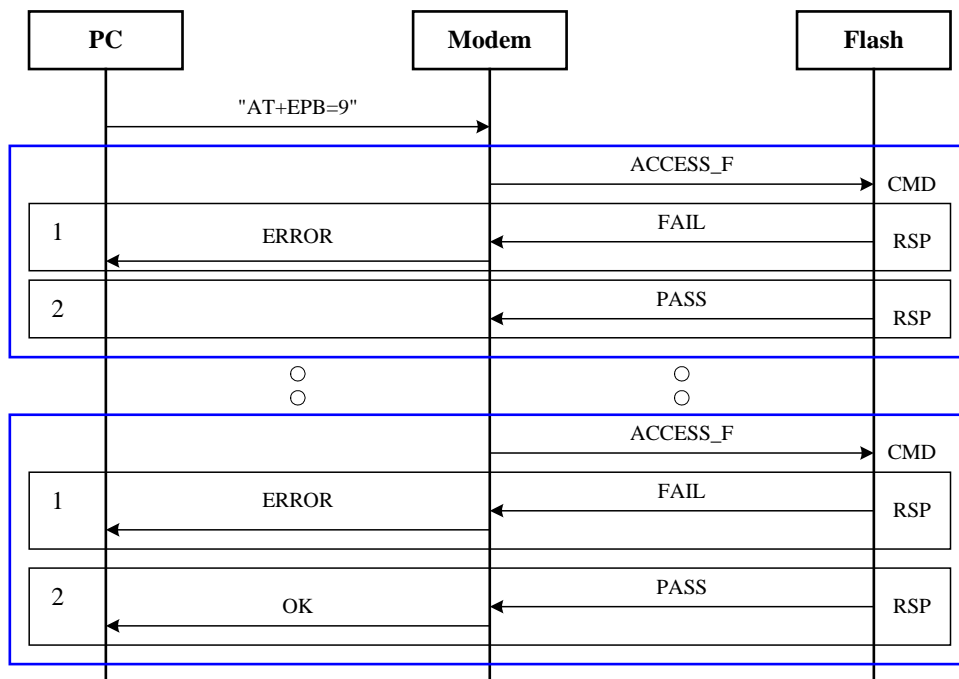 PC
Modem
Flash
"AT+EPB=9"
ACCESS_F
CMD
1
ERROR
FAIL
RSP
2
PASS
RSP
ACCESS_F
CMD
1
ERROR
FAIL
RSP
2
OK
PASS
RSP